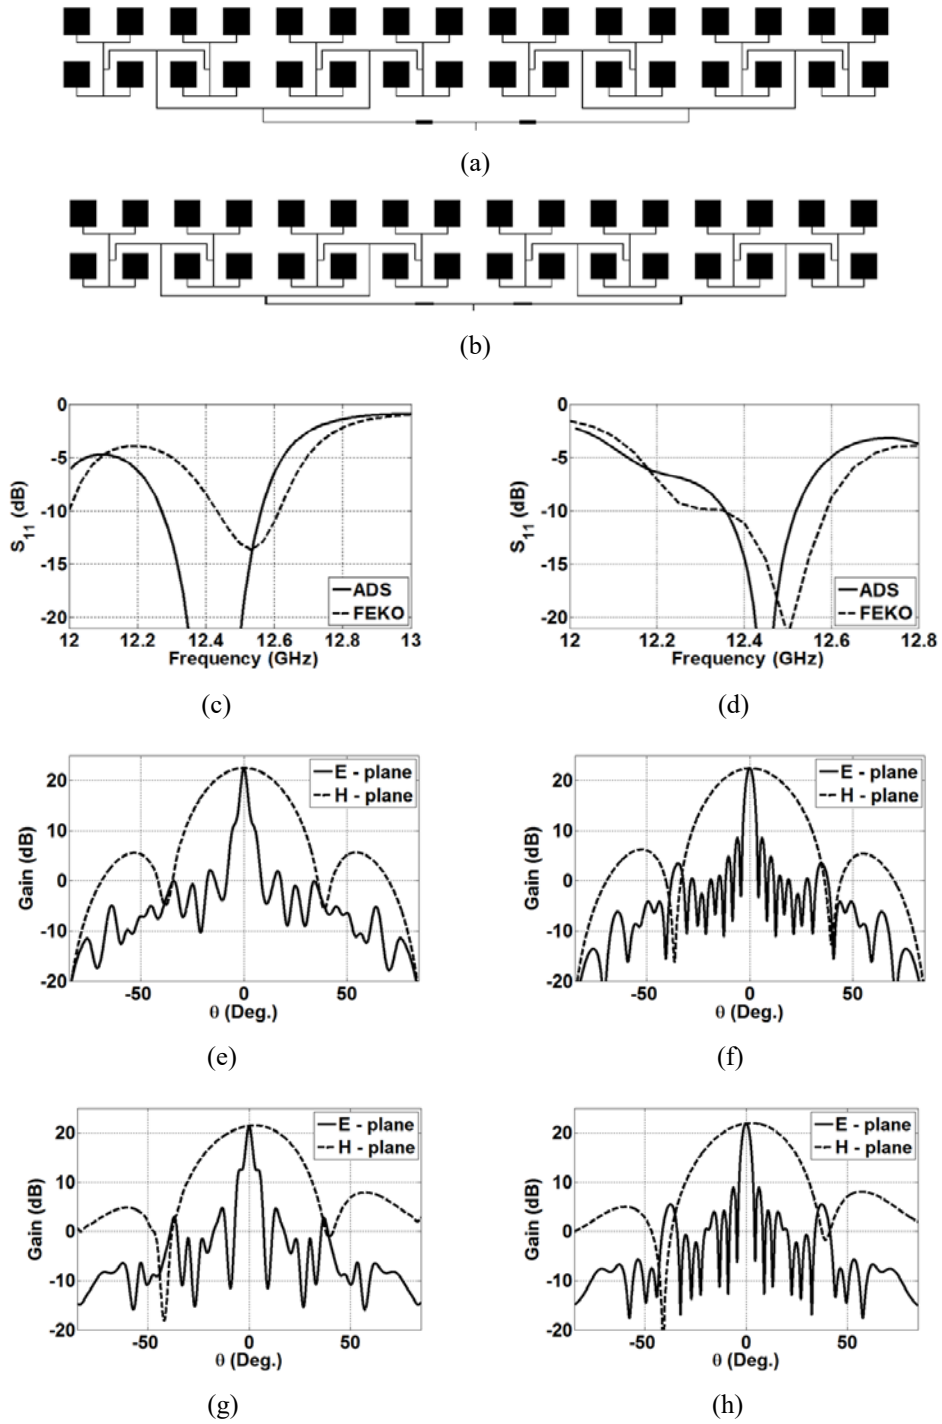 (a)
(b)
0
-5
-10
-15
-20
S11 (dB)
ADS
FEKO
12 12.2 12.4 12.6 12.8 13
Frequency (GHz)
(c)
0
-5
-10
-15
-20
S11 (dB)
ADS
FEKO
12 12.2 12.4 12.6 12.8
Frequency (GHz)
(d)
20
10
0
-10
-20
Gain (dB)
E - plane
H - plane
-50 0 50
θ (Deg.)
(e)
20
10
0
-10
-20
Gain (dB)
E - plane
H - plane
-50 0 50
θ (Deg.)
(f)
20
10
0
-10
-20
Gain (dB)
E - plane
H - plane
-50 0 50
θ (Deg.)
(g)
20
10
0
-10
-20
Gain (dB)
E - plane
H - plane
-50 0 50
θ (Deg.)
(h)